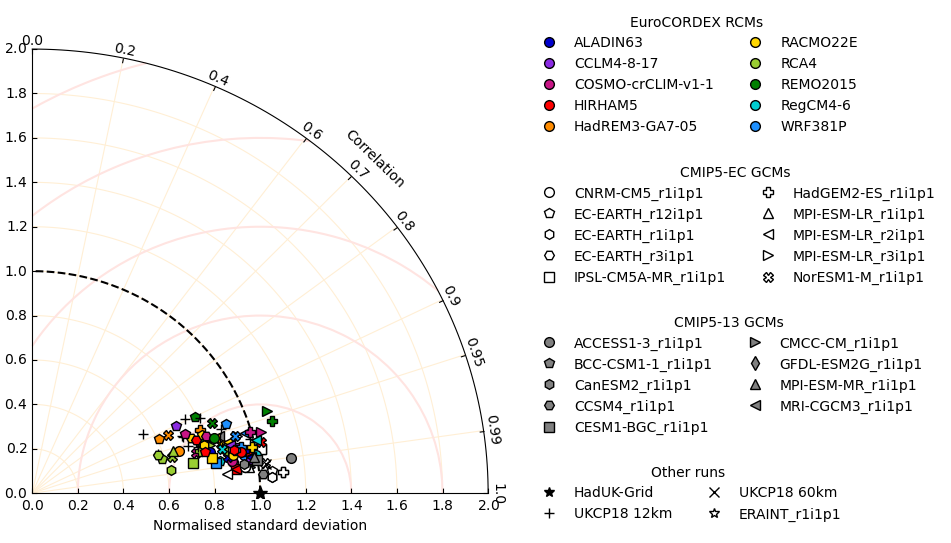 0.0
0.2
0.4
0.6
Correlation
0.7
0.8
0.9
0.95
0.99
1.0
2.0
1.8
1.6
1.4
1.2
1.0
0.8
0.6
0.4
0.2
0.0
0.0 0.2 0.4 0.6 0.8 1.0 1.2 1.4 1.6 1.8 2.0
Normalised standard deviation
EuroCORDEX RCMs
ALADIN63
CCLM4-8-17
COSMO-crCLIM-v1-1
HIRHAM5
HadREM3-GA7-05
RACMO22E
RCA4
REMO2015
RegCM4-6
WRF381P
CMIP5-EC GCMs
CNRM-CM5_r1i1p1
EC-EARTH_r12i1p1
EC-EARTH_r1i1p1
EC-EARTH_r3i1p1
IPSL-CM5A-MR_r1i1p1
HadGEM2-ES_r1i1p1
MPI-ESM-LR_r1i1p1
MPI-ESM-LR_r2i1p1
MPI-ESM-LR_r3i1p1
NorESM1-M_r1i1p1
CMIP5-13 GCMs
ACCESS1-3_r1i1p1
BCC-CSM1-1_r1i1p1
CanESM2_r1i1p1
CCSM4_r1i1p1
CESM1-BGC_r1i1p1
CMCC-CM_r1i1p1
GFDL-ESM2G_r1i1p1
MPI-ESM-MR_r1i1p1
MRI-CGCM3_r1i1p1
Other runs
HadUK-Grid
UKCP18 12km
UKCP18 60km
ERAINT_r1i1p1